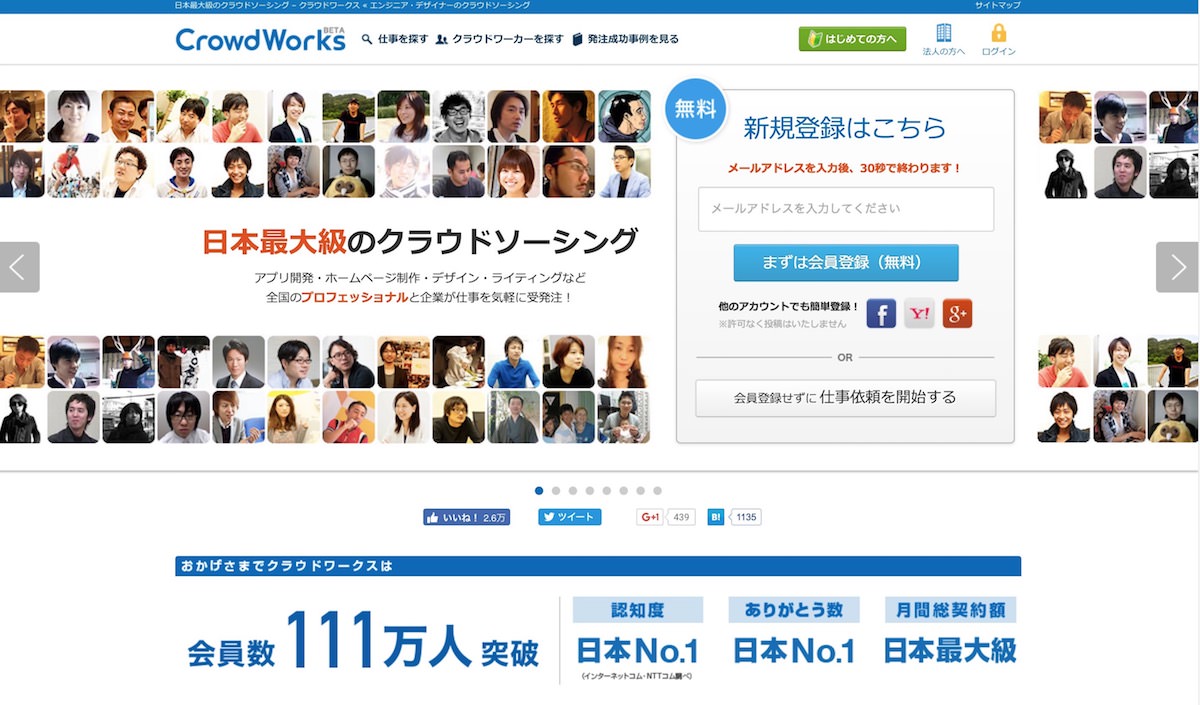 日本最大級のクラウドソーシング − クラウドワークス « エンジニア・デザイナーのクラウドソーシング
サイトマップ
CrowdWorks BETA
仕事を探す
クラウドワーカーを探す
発注成功事例を見る
はじめての方へ
法人の方へ
ログイン
無料
新規登録はこちら
メールアドレスを入力後、30秒で終わります！
メールアドレスを入力してください
まずは会員登録（無料）
他のアカウントでも簡単登録！
※許可なく投稿はいたしません
f
Y!
g+
OR
会員登録せずに仕事依頼を開始する
日本最大級のクラウドソーシング
アプリ開発・ホームページ制作・デザイン・ライティングなど
全国のプロフェッショナルと企業が仕事を気軽に受発注！
いいね！ 2.6万
ツイート
G+1 439
B! 1135
おかげさまでクラウドワークスは
会員数111万人突破
認知度
日本No.1
（インターネットコム・NTTコム調べ）
ありがとう数
日本No.1
月間総契約額
日本最大級